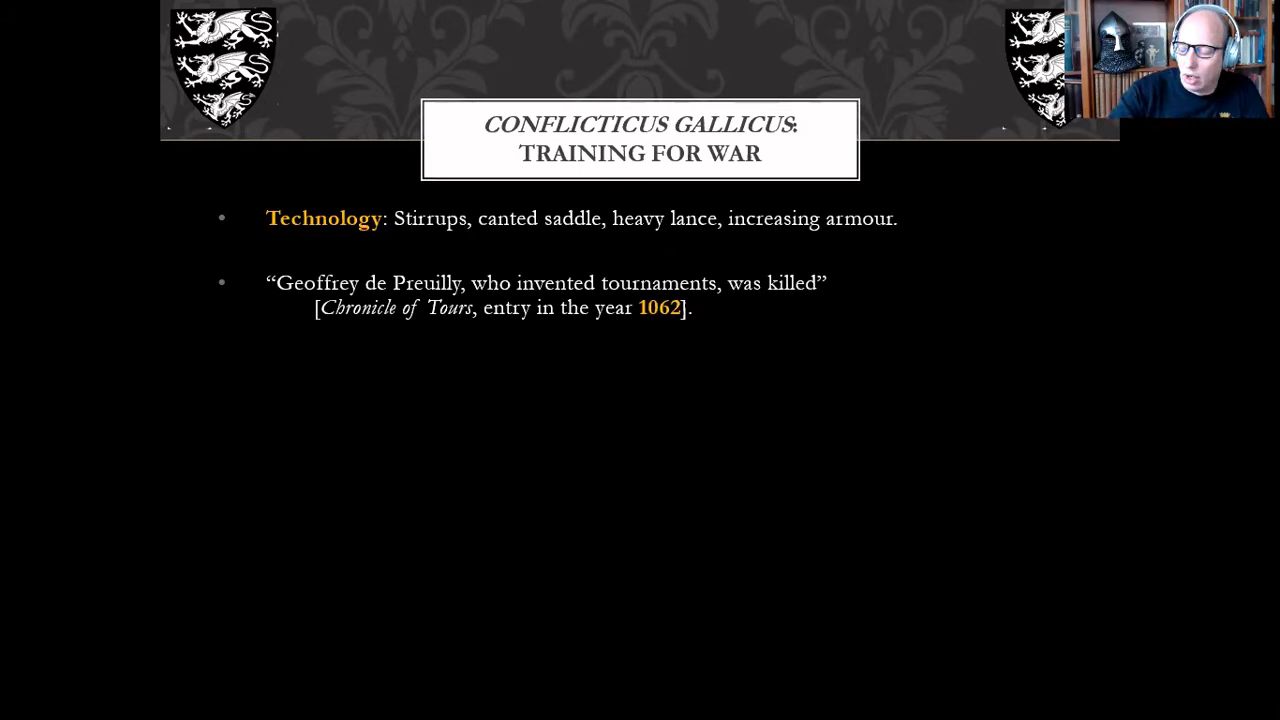 CONFLICTICUS GALLICUS:
TRAINING FOR WAR
• Technology: Stirrups, canted saddle, heavy lance, increasing armour.
• “Geoffrey de Preuilly, who invented tournaments, was killed”
[Chronicle of Tours, entry in the year 1062].